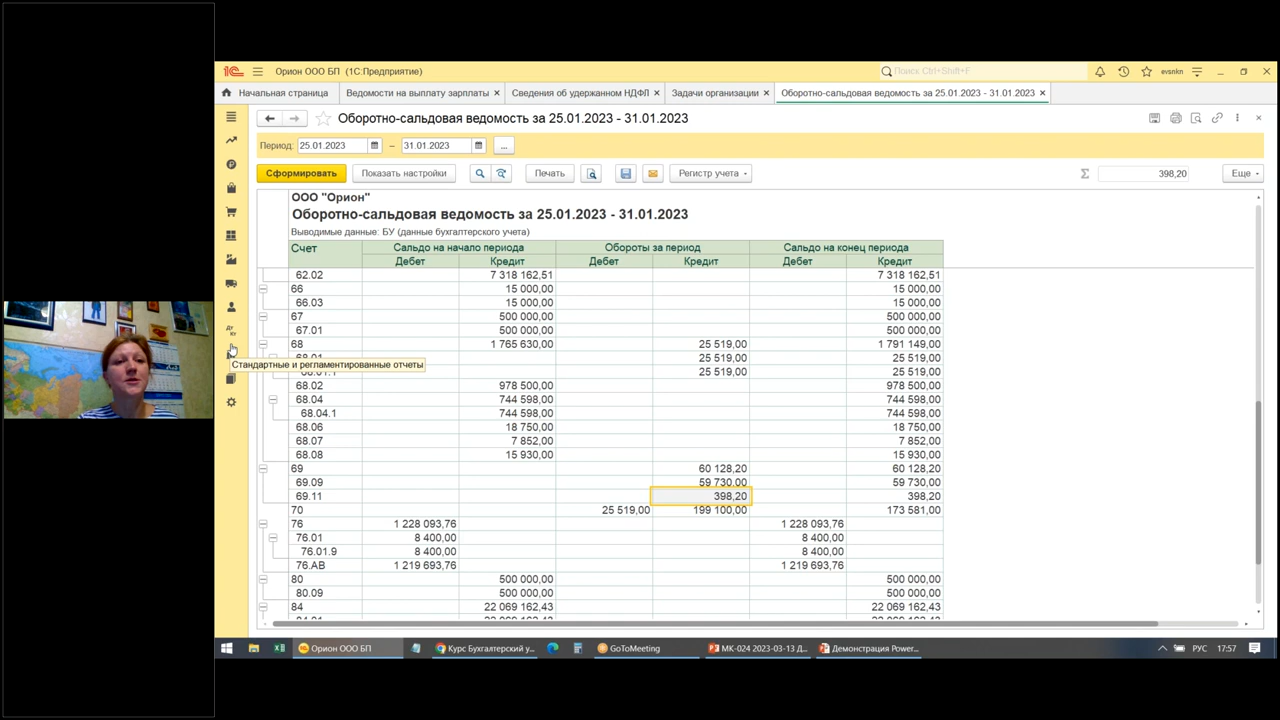 Орион ООО БП (1С:Предприятие)
Поиск Ctrl+Shift+F
evsnkn
Начальная страница
Ведомости на выплату зарплаты ×
Сведения об удержанном НДФЛ ×
Задачи организации ×
Оборотно-сальдовая ведомость за 25.01.2023 - 31.01.2023 ×
Оборотно-сальдовая ведомость за 25.01.2023 - 31.01.2023
Период: 25.01.2023 – 31.01.2023 ...
Сформировать Показать настройки Печать Регистр учета Σ 398,20 Еще
ООО "Орион"
Оборотно-сальдовая ведомость за 25.01.2023 - 31.01.2023
Выводимые данные: БУ (данные бухгалтерского учета)
Счет Сальдо на начало периода Обороты за период Сальдо на конец периода
Дебет Кредит Дебет Кредит Дебет Кредит
62.02 7 318 162,51 7 318 162,51
66 15 000,00 15 000,00
66.03 15 000,00 15 000,00
67 500 000,00 500 000,00
67.01 500 000,00 500 000,00
68 1 765 630,00 25 519,00 1 791 149,00
68.01 25 519,00 25 519,00
Стандартные и регламентированные отчеты
68.01.1 25 519,00 25 519,00
68.02 978 500,00 978 500,00
68.04 744 598,00 744 598,00
68.04.1 744 598,00 744 598,00
68.06 18 750,00 18 750,00
68.07 7 852,00 7 852,00
68.08 15 930,00 15 930,00
69 60 128,20 60 128,20
69.09 59 730,00 59 730,00
69.11 398,20 398,20
70 25 519,00 199 100,00 173 581,00
76 1 228 093,76 1 228 093,76
76.01 8 400,00 8 400,00
76.01.9 8 400,00 8 400,00
76.АВ 1 219 693,76 1 219 693,76
80 500 000,00 500 000,00
80.09 500 000,00 500 000,00
84 22 069 162,43 22 069 162,43
Орион ООО БП
Курс Бухгалтерский у...
GoToMeeting
МК-024 2023-03-13 Д...
Демонстрация Power...
РУС 17:57